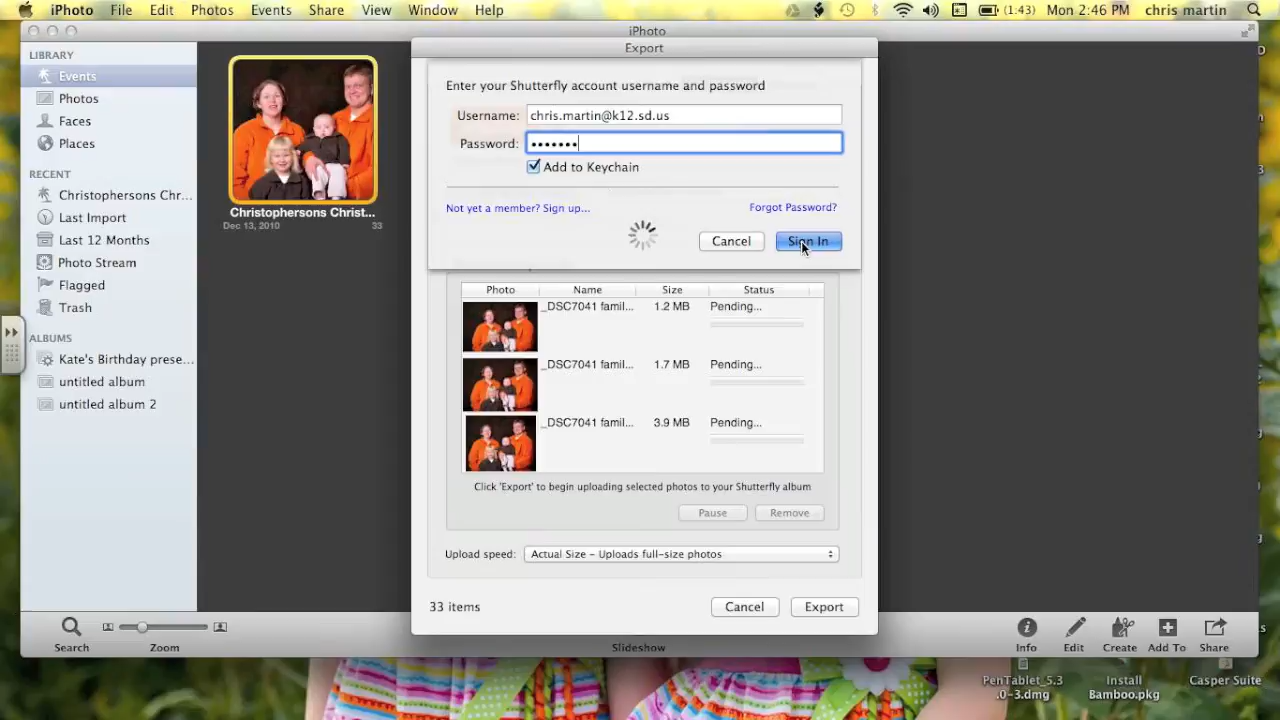 iPhoto File Edit Photos Events Share View Window Help (1:43) Mon 2:46 PM chris martin
iPhoto
Export
LIBRARY
Events
Photos
Faces
Places
RECENT
Christophersons Chr...
Last Import
Last 12 Months
Photo Stream
Flagged
Trash
ALBUMS
Kate's Birthday prese...
untitled album
untitled album 2
Christophersons Christ...
Dec 13, 2010 33
Enter your Shutterfly account username and password
Username: chris.martin@k12.sd.us
Password: •••••••
Add to Keychain
Not yet a member? Sign up... Forgot Password?
Cancel Sign In
Photo Name Size Status
_DSC7041 famil... 1.2 MB Pending...
_DSC7041 famil... 1.7 MB Pending...
_DSC7041 famil... 3.9 MB Pending...
Click 'Export' to begin uploading selected photos to your Shutterfly album
Pause Remove
Upload speed: Actual Size - Uploads full-size photos
33 items Cancel Export
Search Zoom Slideshow Info Edit Create Add To Share
PenTablet_5.3
.0-3.dmg
Install
Bamboo.pkg
Casper Suite